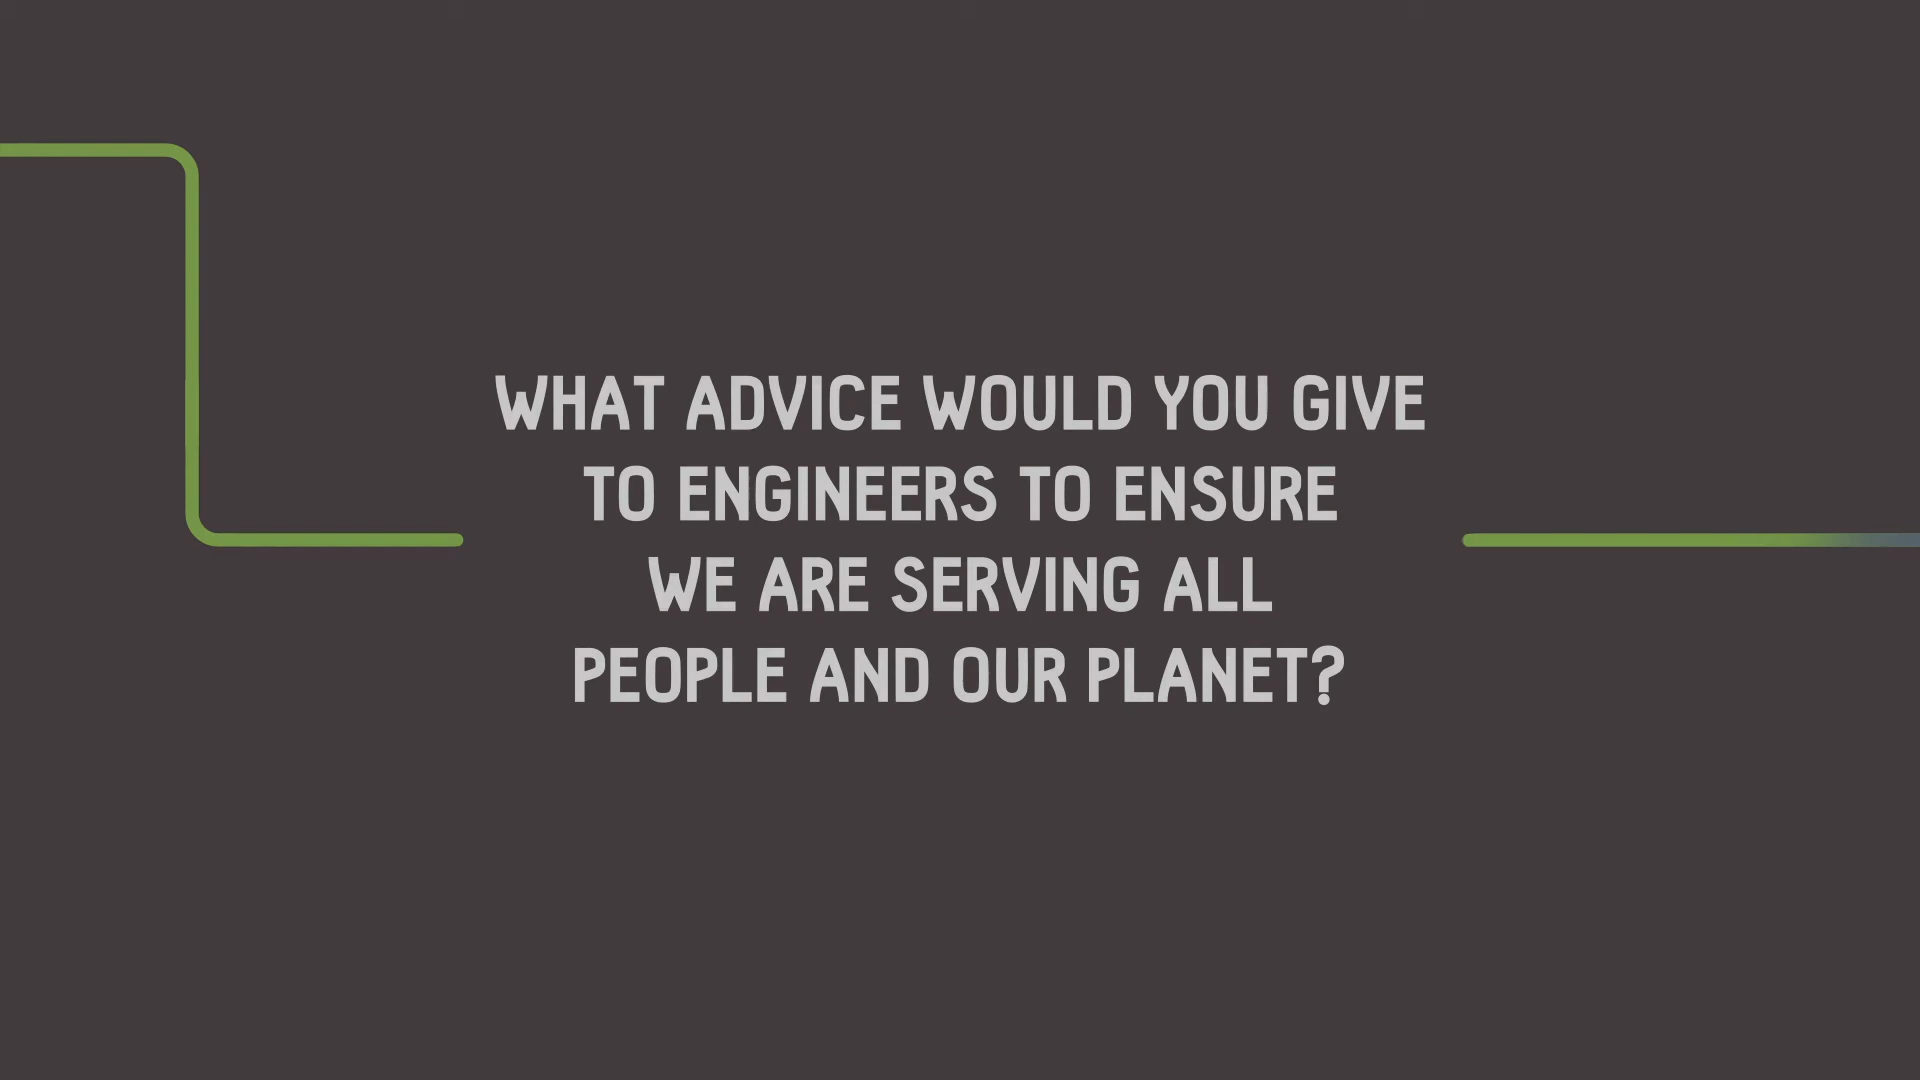 WHAT ADVICE WOULD YOU GIVE
TO ENGINEERS TO ENSURE
WE ARE SERVING ALL
PEOPLE AND OUR PLANET?